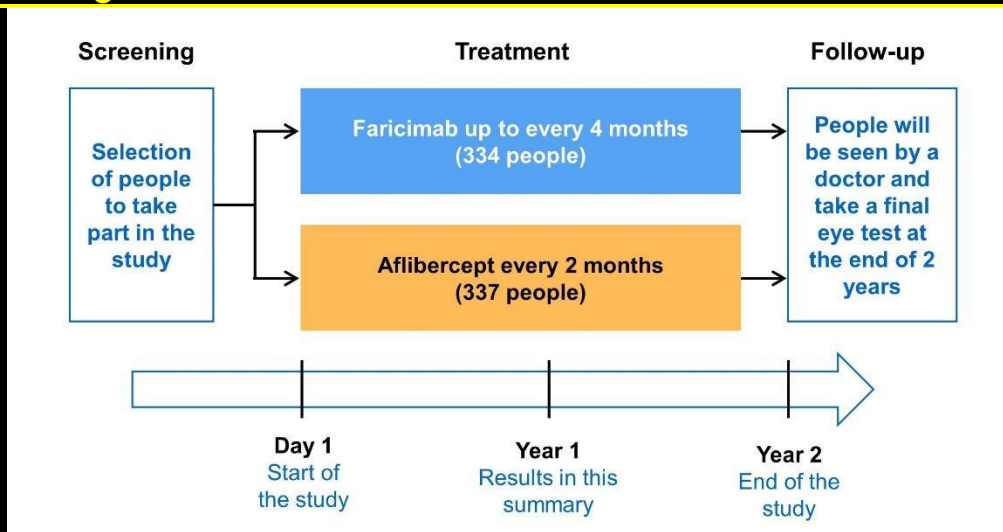 Screening
Treatment
Follow-up
Selection
of people
to take
part in the
study
Faricimab up to every 4 months
(334 people)
Aflibercept every 2 months
(337 people)
People will
be seen by a
doctor and
take a final
eye test at
the end of 2
years
Day 1
Start of
the study
Year 1
Results in this
summary
Year 2
End of the
study